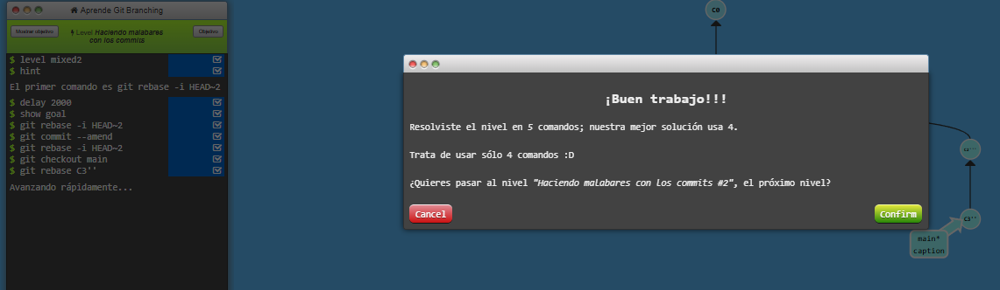 Aprende Git Branching
Mostrar objetivo
Level Haciendo malabares
con los commits
Objetivo
$ level mixed2
$ hint
El primer comando es git rebase -i HEAD~2
$ delay 2000
$ show goal
$ git rebase -i HEAD~2
$ git commit --amend
$ git rebase -i HEAD~2
$ git checkout main
$ git rebase C3''
Avanzando rápidamente...
C0
¡Buen trabajo!!!
Resolviste el nivel en 5 comandos; nuestra mejor solución usa 4.
Trata de usar sólo 4 comandos :D
¿Quieres pasar al nivel "Haciendo malabares con los commits #2", el próximo nivel?
Cancel
Confirm
C2'''
C3''
main*
caption